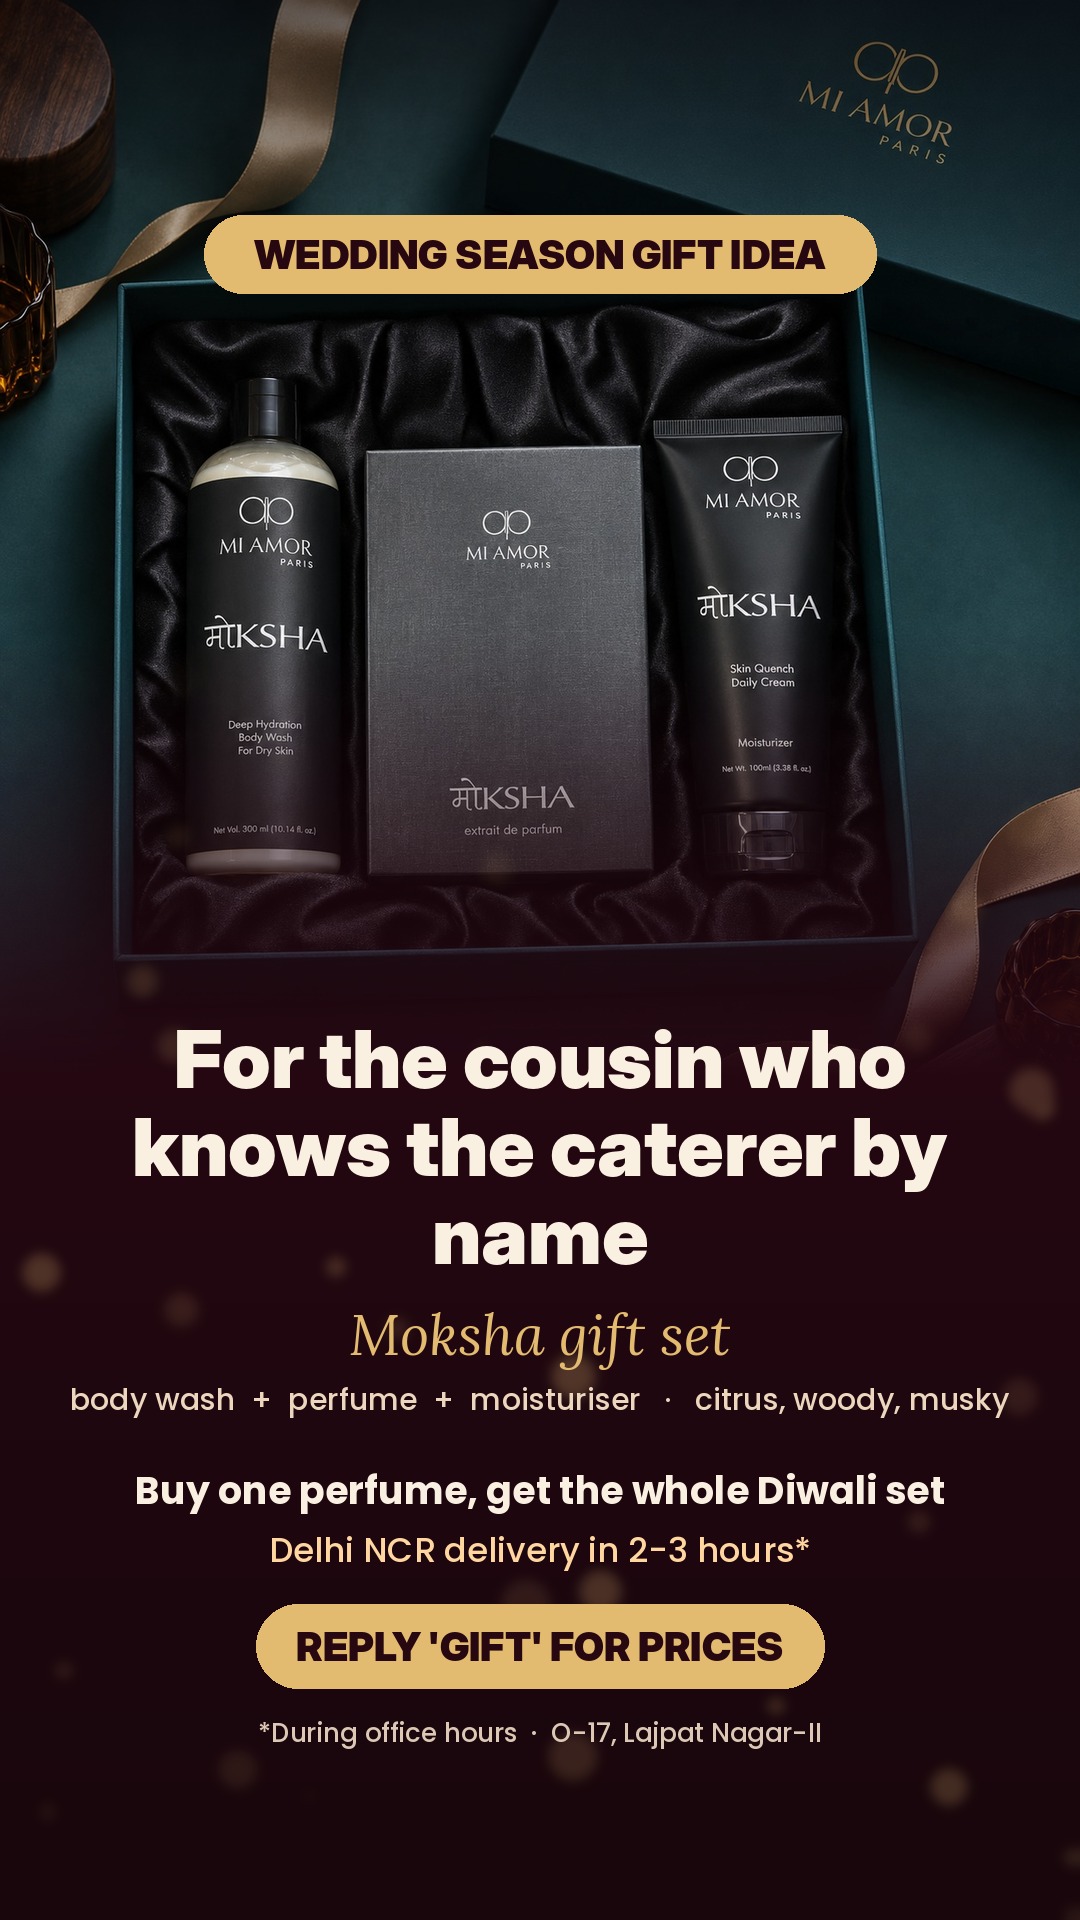 MI AMOR
PARIS
WEDDING SEASON GIFT IDEA
MI AMOR
PARIS
मोKSHA
Deep Hydration
Body Wash
For Dry Skin
Net Vol. 300 ml (10.14 fl. oz.)
MI AMOR
PARIS
मोKSHA
extrait de parfum
MI AMOR
PARIS
मोKSHA
Skin Quench
Daily Cream
Moisturizer
Net Wt. 100ml (3.38 fl. oz.)
For the cousin who
knows the caterer by
name
Moksha gift set
body wash + perfume + moisturiser · citrus, woody, musky
Buy one perfume, get the whole Diwali set
Delhi NCR delivery in 2-3 hours*
REPLY 'GIFT' FOR PRICES
*During office hours · O-17, Lajpat Nagar-II